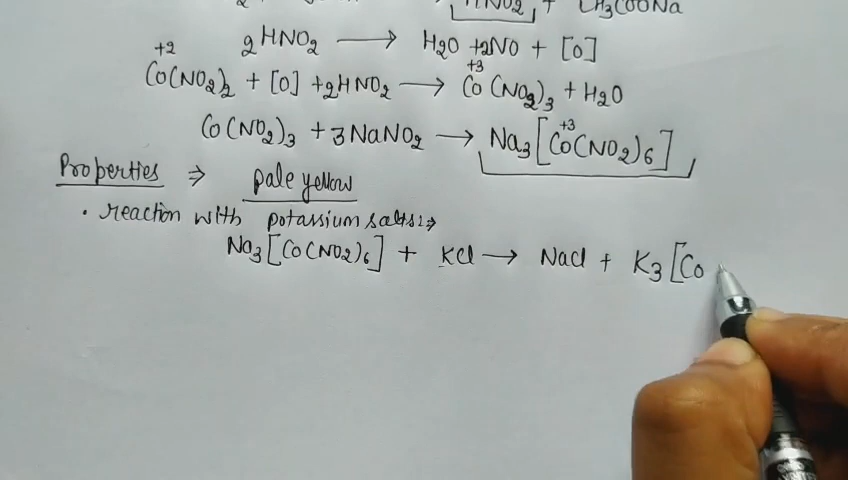 HNO2 + CH3COONa
2HNO2 → H2O +2NO + [O]
+2 +3
Co(NO2)2 + [O] +2HNO2 → Co(NO2)3 + H2O
Co(NO2)3 + 3NaNO2 → Na3[Co+3(NO2)6]
Properties ⇒ pale yellow
• reaction with potassium salts:⇒
Na3[Co(NO2)6] + KCl → NaCl + K3[Co